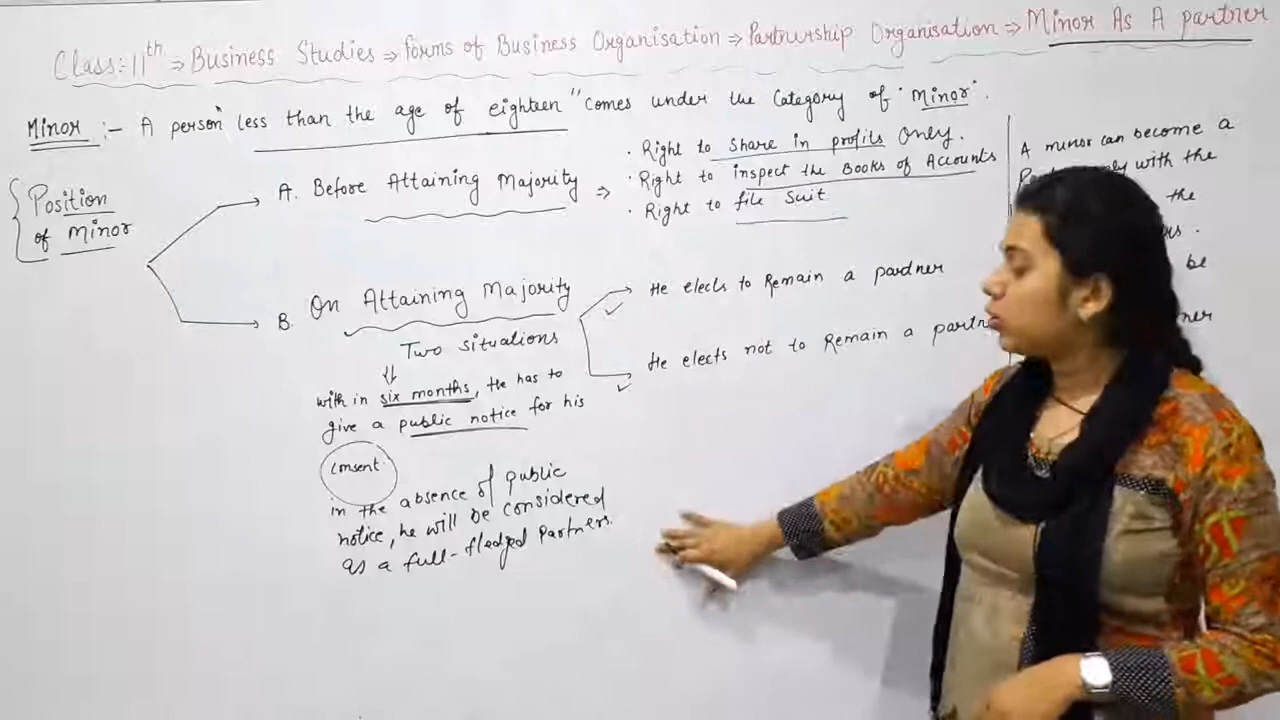 Class:11th ⇒ Business Studies ⇒ Forms of Business Organisation ⇒ Partnership Organisation ⇒ Minor As A partner
Minor :- A person "less than the age of eighteen" comes under the Category of 'Minor'.
Position
of Minor
A. Before Attaining Majority ⇒
• Right to share in profits Only.
• Right to inspect the Books of Accounts
• Right to file Suit
B. On Attaining Majority
Two situations
with in six months, He has to
give a public notice for his
Consent
in the absence of public
notice, he will be considered
as a full-fledged Partners.
He elects to Remain a partner
He elects not to Remain a
A minor can become a
with the
the
be